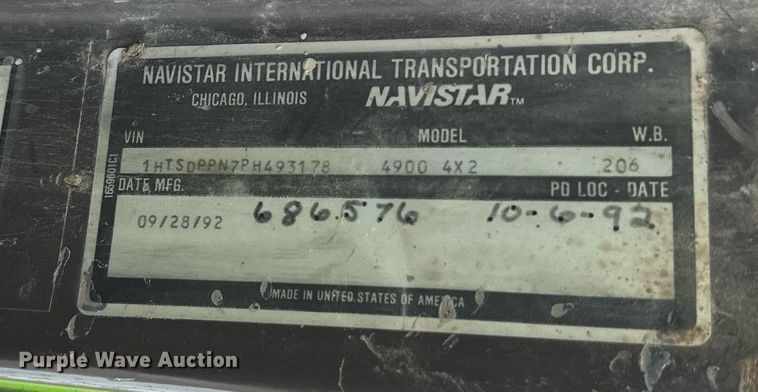 NAVISTAR INTERNATIONAL TRANSPORTATION CORP.
CHICAGO, ILLINOIS NAVISTAR™
VIN MODEL W.B.
1HTSDPPN7PH493178 4900 4X2 206
DATE MFG. PD LOC - DATE
09/28/92 686576 10-6-92
MADE IN UNITED STATES OF AMERICA
1659601C1
Purple Wave Auction